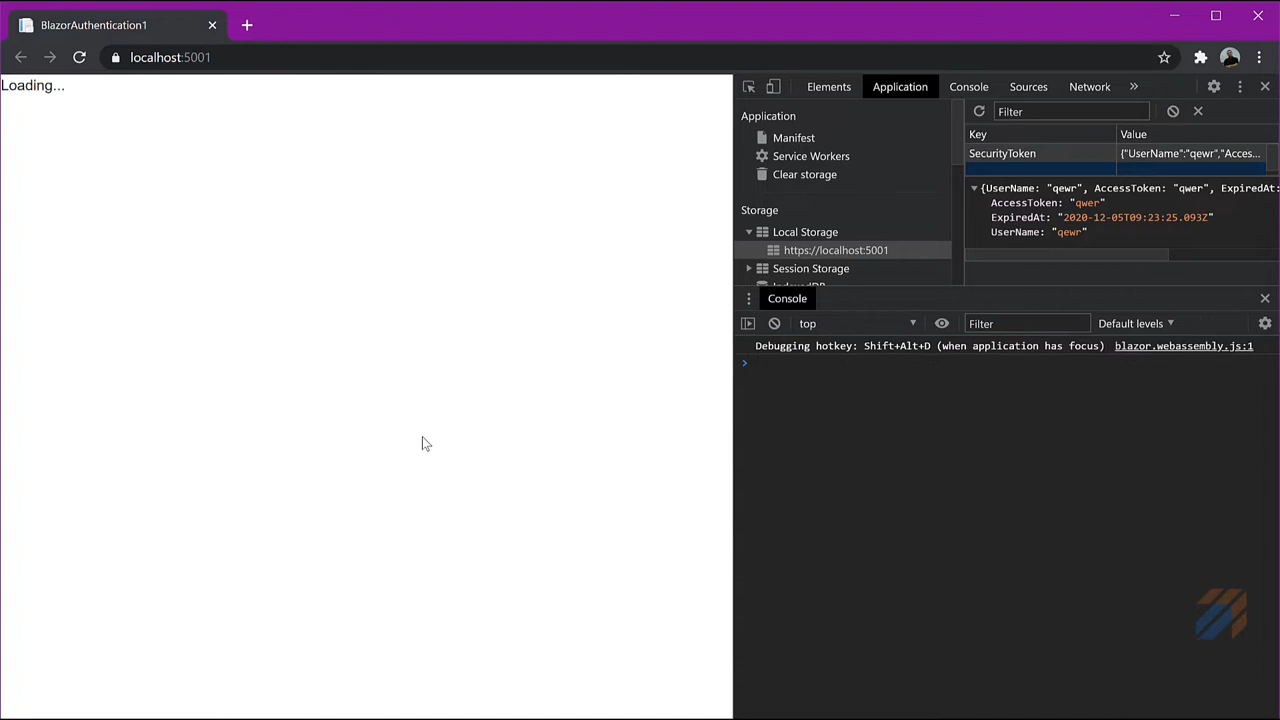 BlazorAuthentication1
localhost:5001
Loading...
Elements Application Console Sources Network
Application
Manifest
Service Workers
Clear storage
Storage
Local Storage
https://localhost:5001
Session Storage
IndexedDB
Filter
Key Value
SecurityToken {"UserName":"qewr","Acces...
{UserName: "qewr", AccessToken: "qwer", ExpiredAt:
AccessToken: "qwer"
ExpiredAt: "2020-12-05T09:23:25.093Z"
UserName: "qewr"
Console
top Filter Default levels
Debugging hotkey: Shift+Alt+D (when application has focus) blazor.webassembly.js:1